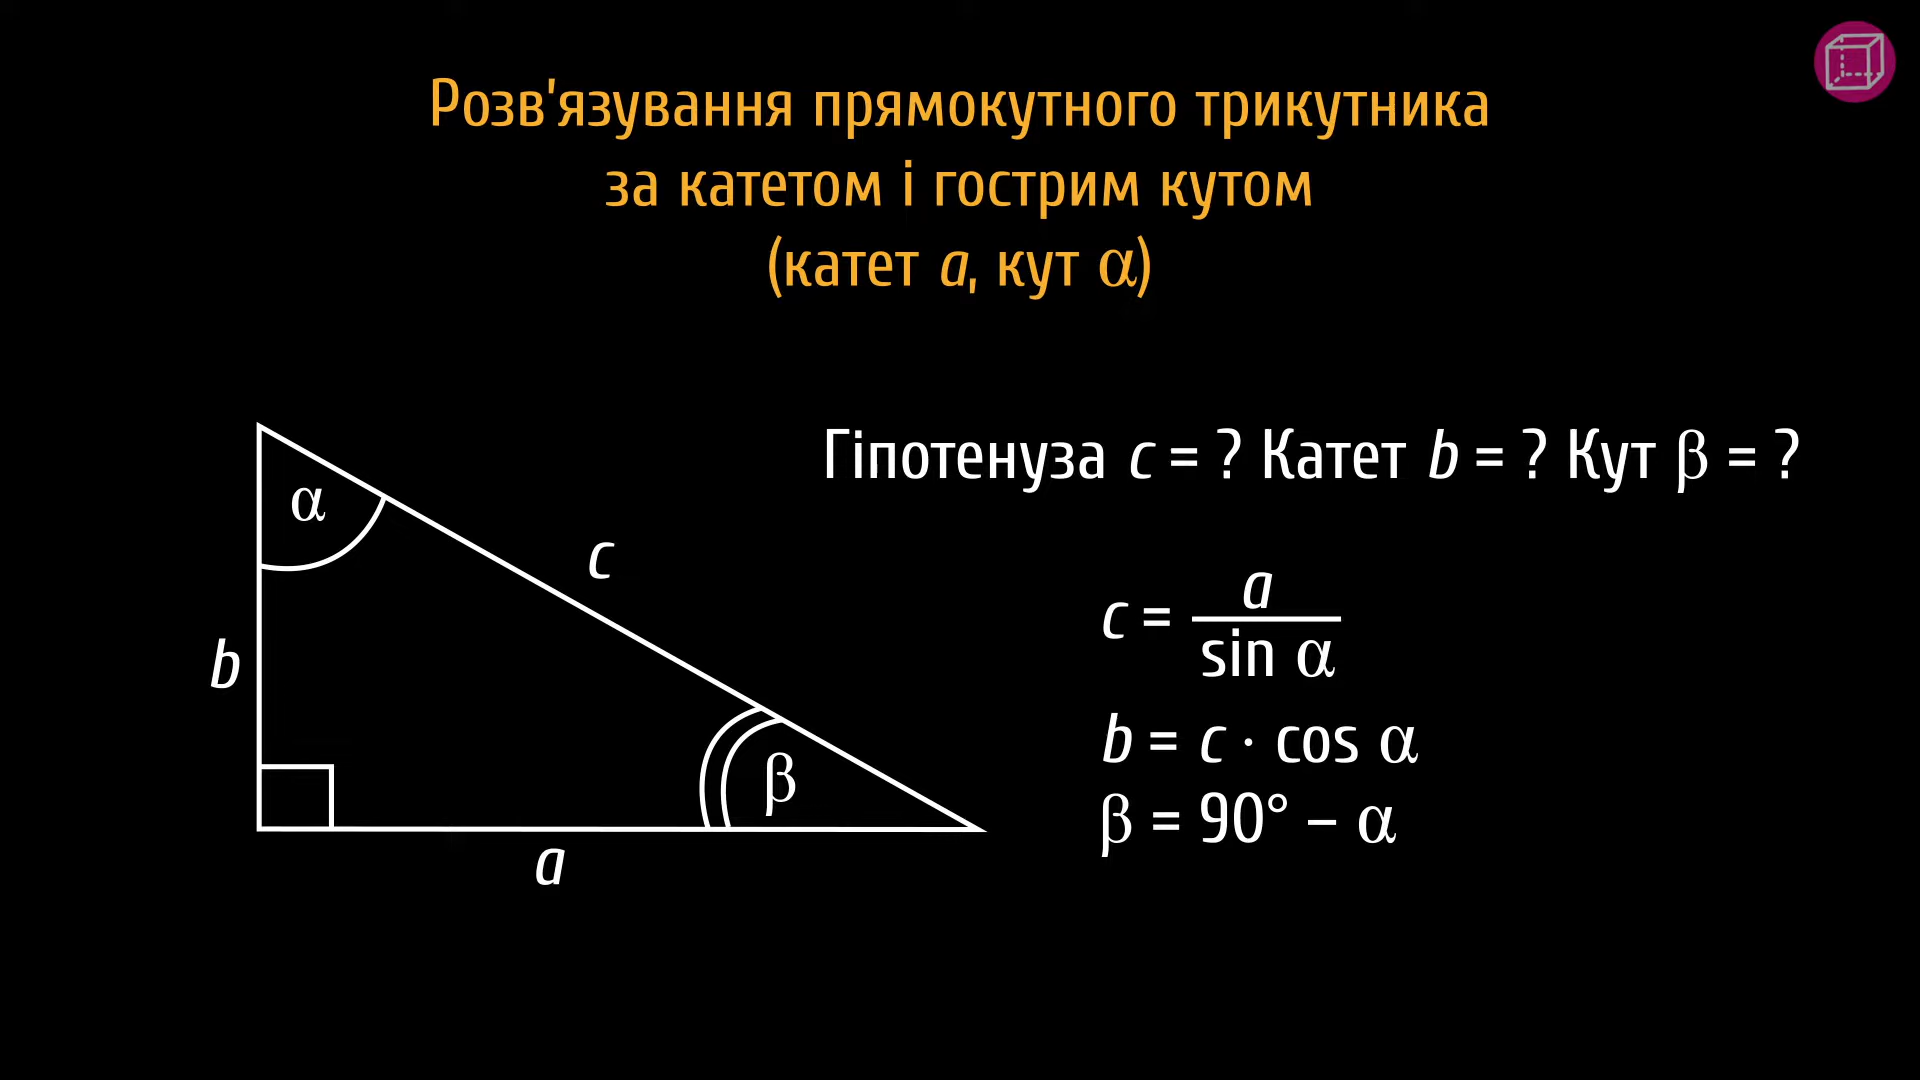 Розв'язування прямокутного трикутника
за катетом і гострим кутом
(катет a, кут α)
Гіпотенуза c = ? Катет b = ? Кут β = ?
α
c
b
β
a
c = a / sin α
b = c · cos α
β = 90° – α